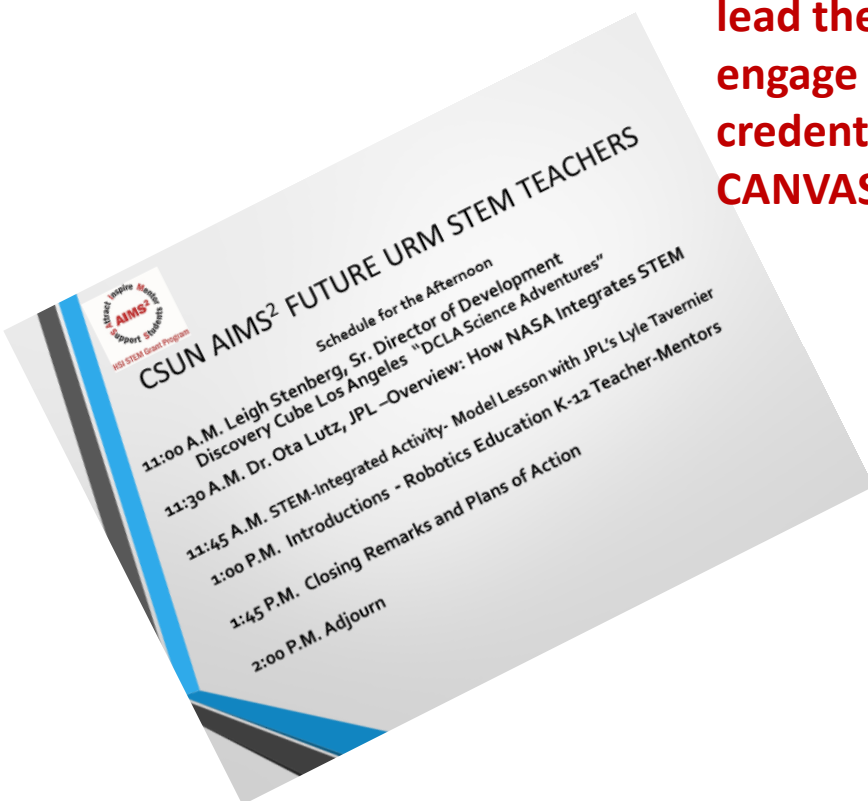 lead the
engage
credent
CANVAS
Attract Inspire Mentor
AIMS²
Support Students
HSI STEM Grant Program
CSUN AIMS² FUTURE URM STEM TEACHERS
Schedule for the Afternoon
11:00 A.M. Leigh Stenberg, Sr. Director of Development
Discovery Cube Los Angeles "DCLA Science Adventures"
11:30 A.M. Dr. Ota Lutz, JPL –Overview: How NASA Integrates STEM
11:45 A.M. STEM-Integrated Activity- Model Lesson with JPL's Lyle Tavernier
1:00 P.M. Introductions - Robotics Education K-12 Teacher-Mentors
1:45 P.M. Closing Remarks and Plans of Action
2:00 P.M. Adjourn